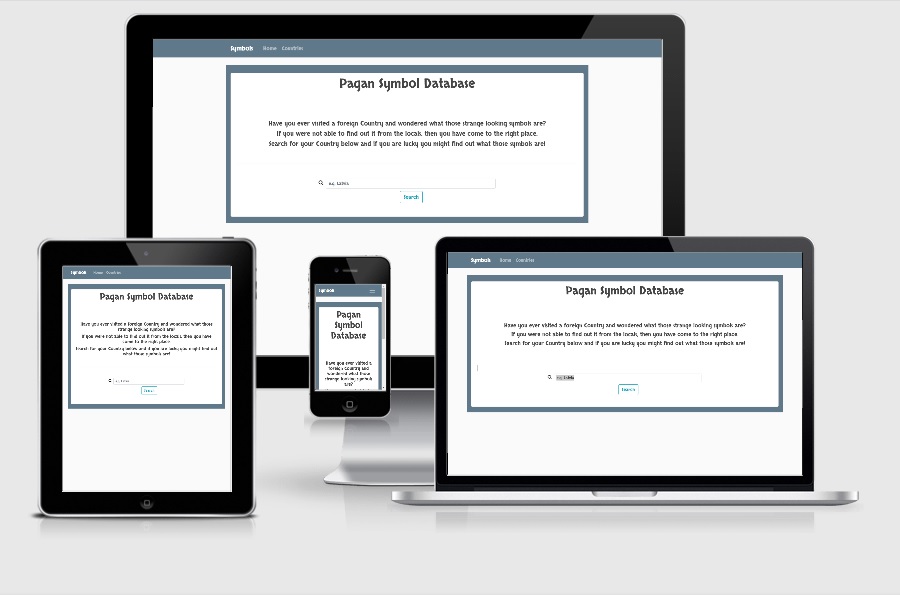 Symbols Home Countries
Pagan Symbol Database
Have you ever visited a foreign Country and wondered what those strange looking symbols are?
If you were not able to find out it from the locals, then you have come to the right place.
Search for your Country below and if you are lucky you might find out what those symbols are!
e.g. Latvia
Search
Symbols Home Countries
Pagan Symbol Database
Have you ever visited a foreign Country and wondered what those
strange looking symbols are?
If you were not able to find out it from the locals, then you have
come to the right place.
Search for your Country below and if you are lucky you might find out
what those symbols are!
e.g. Latvia
Symbols
Pagan
Symbol
Database
Have you ever visited a
foreign Country and
wondered what those
strange looking symbols
are?
Symbols Home Countries
Pagan Symbol Database
Have you ever visited a foreign Country and wondered what those strange looking symbols are?
If you were not able to find out it from the locals, then you have come to the right place.
Search for your Country below and if you are lucky you might find out what those symbols are!
e.g. Latvia
Search